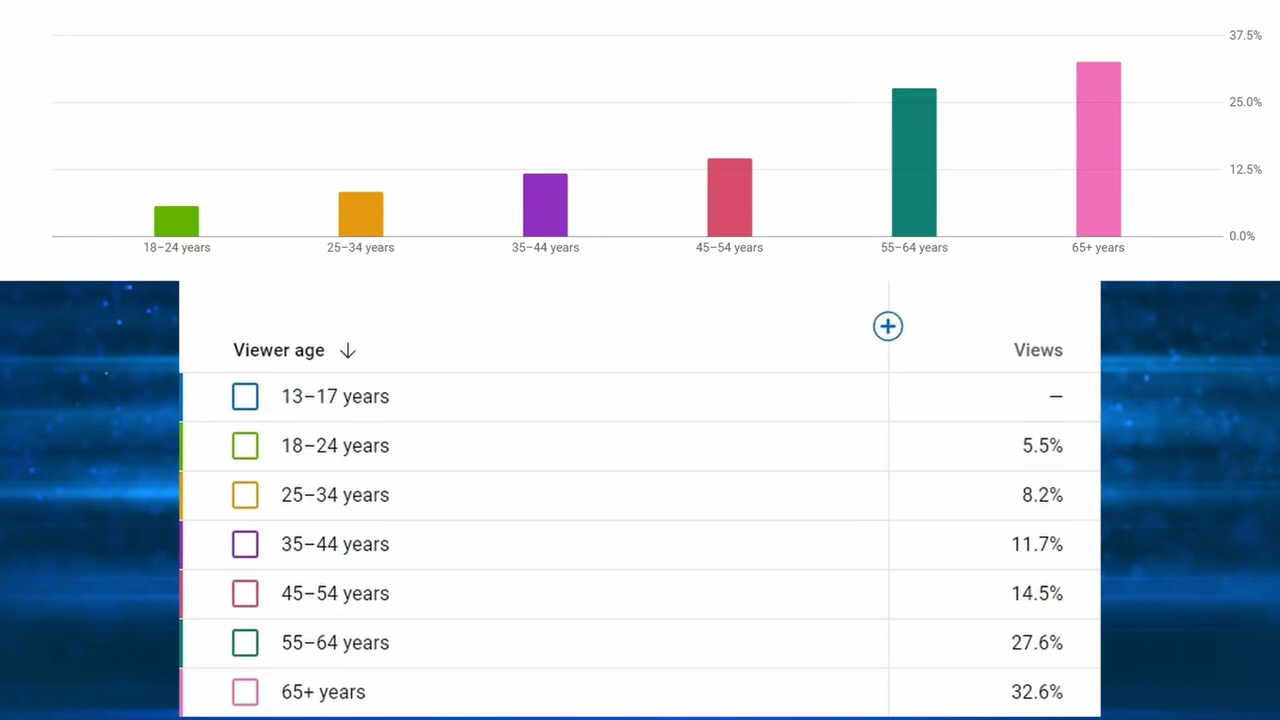 37.5%
25.0%
12.5%
0.0%
18–24 years 25–34 years 35–44 years 45–54 years 55–64 years 65+ years
Viewer age Views
13–17 years —
18–24 years 5.5%
25–34 years 8.2%
35–44 years 11.7%
45–54 years 14.5%
55–64 years 27.6%
65+ years 32.6%